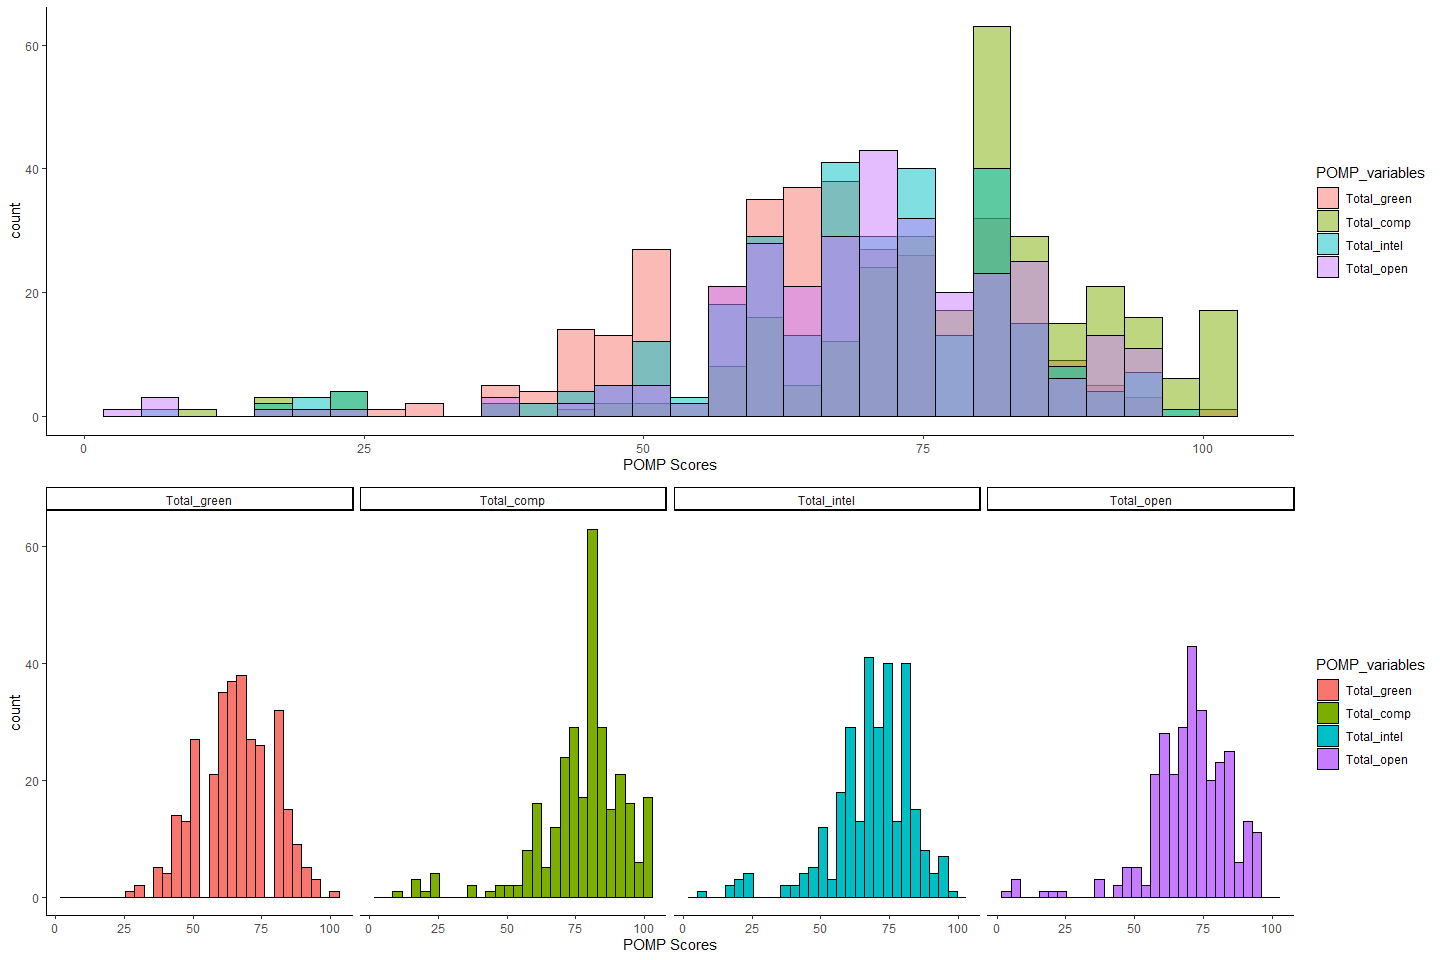 60
40
20
0
count
0 25 50 75 100
POMP Scores
POMP_variables
Total_green
Total_comp
Total_intel
Total_open
Total_green Total_comp Total_intel Total_open
60
40
20
0
count
0 25 50 75 100 0 25 50 75 100 0 25 50 75 100 0 25 50 75 100
POMP Scores
POMP_variables
Total_green
Total_comp
Total_intel
Total_open